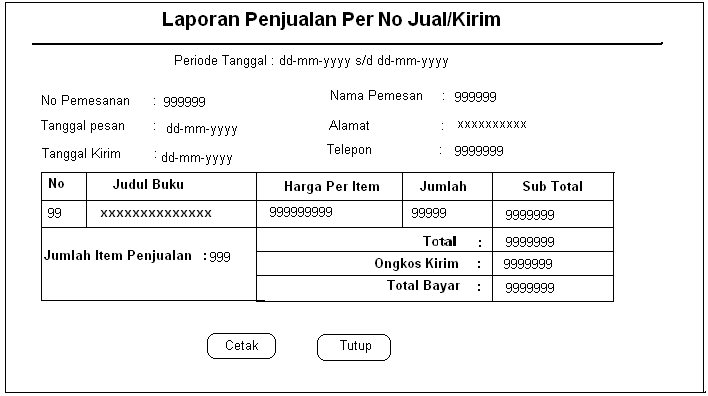 Laporan Penjualan Per No Jual/Kirim
Periode Tanggal : dd-mm-yyyy s/d dd-mm-yyyy
No Pemesanan : 999999 Nama Pemesan : 999999
Tanggal pesan : dd-mm-yyyy Alamat : xxxxxxxxxx
Tanggal Kirim : dd-mm-yyyy Telepon : 9999999
No Judul Buku Harga Per Item Jumlah Sub Total
99 xxxxxxxxxxxxxx 999999999 99999 9999999
Total : 9999999
Jumlah Item Penjualan : 999
Ongkos Kirim : 9999999
Total Bayar : 9999999
Cetak Tutup